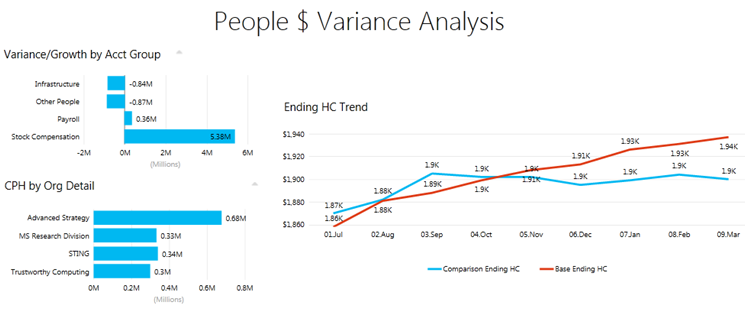 People $ Variance Analysis
Variance/Growth by Acct Group
Infrastructure -0.84M
Other People -0.87M
Payroll 0.36M
Stock Compensation 5.38M
-2M 0M 2M 4M 6M
(Millions)
CPH by Org Detail
Advanced Strategy 0.68M
MS Research Division 0.33M
STING 0.34M
Trustworthy Computing 0.3M
0M 0.2M 0.4M 0.6M 0.8M
(Millions)
Ending HC Trend
$1,940
$1,920
$1,900
$1,880
$1,860
1.87K 1.88K 1.9K 1.9K 1.9K 1.91K 1.93K 1.9K 1.94K
1.86K 1.88K 1.89K 1.9K 1.91K 1.9K 1.9K 1.93K 1.9K
01.Jul 02.Aug 03.Sep 04.Oct 05.Nov 06.Dec 07.Jan 08.Feb 09.Mar
Comparison Ending HC Base Ending HC